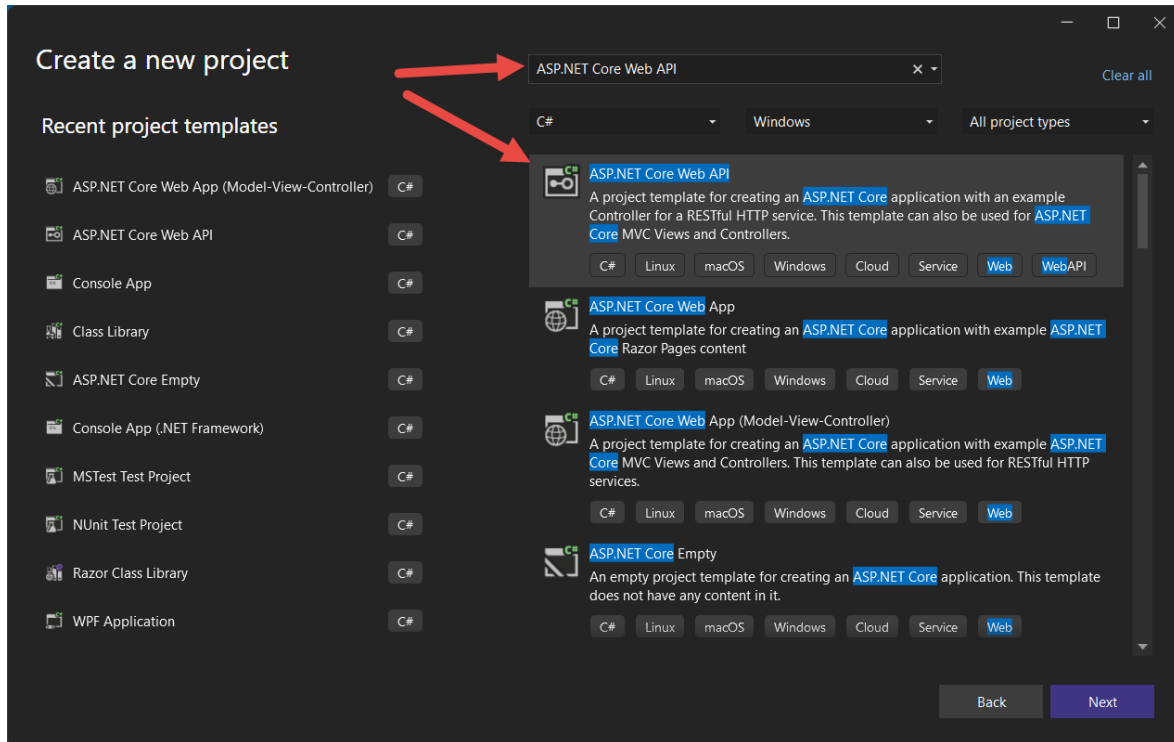 Create a new project
ASP.NET Core Web API
Clear all
Recent project templates
C#
Windows
All project types
ASP.NET Core Web App (Model-View-Controller) C#
ASP.NET Core Web API C#
Console App C#
Class Library C#
ASP.NET Core Empty C#
Console App (.NET Framework) C#
MSTest Test Project C#
NUnit Test Project C#
Razor Class Library C#
WPF Application C#
ASP.NET Core Web API
A project template for creating an ASP.NET Core application with an example
Controller for a RESTful HTTP service. This template can also be used for ASP.NET
Core MVC Views and Controllers.
C# Linux macOS Windows Cloud Service Web WebAPI
ASP.NET Core Web App
A project template for creating an ASP.NET Core application with example ASP.NET
Core Razor Pages content
C# Linux macOS Windows Cloud Service Web
ASP.NET Core Web App (Model-View-Controller)
A project template for creating an ASP.NET Core application with example ASP.NET
Core MVC Views and Controllers. This template can also be used for RESTful HTTP
services.
C# Linux macOS Windows Cloud Service Web
ASP.NET Core Empty
An empty project template for creating an ASP.NET Core application. This template
does not have any content in it.
C# Linux macOS Windows Cloud Service Web
Back
Next